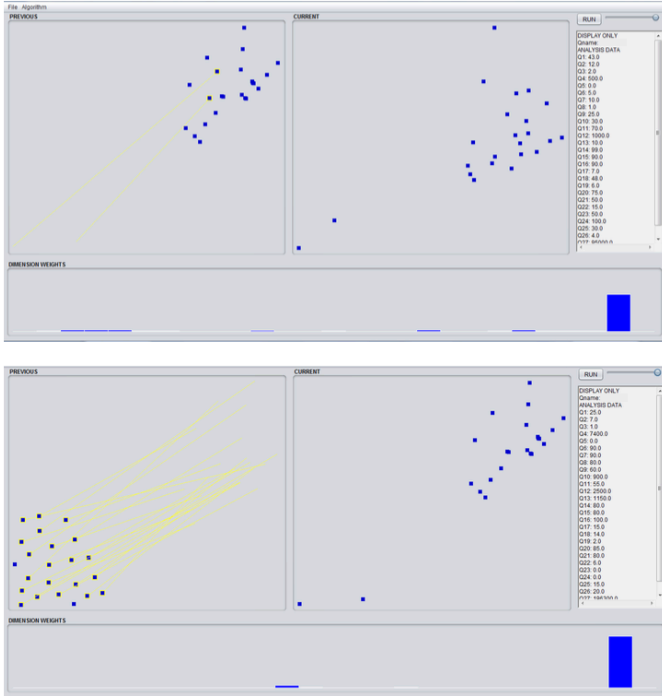 File Algorithm
PREVIOUS
CURRENT
RUN
DISPLAY ONLY
Qname:
ANALYSIS DATA
Q1: 43.0
Q2: 12.0
Q3: 2.0
Q4: 500.0
Q5: 0.0
Q6: 5.0
Q7: 10.0
Q8: 1.0
Q9: 25.0
Q10: 30.0
Q11: 70.0
Q12: 1000.0
Q13: 10.0
Q14: 98.0
Q15: 90.0
Q16: 90.0
Q17: 7.0
Q18: 48.0
Q19: 6.0
Q20: 75.0
Q21: 50.0
Q22: 15.0
Q23: 50.0
Q24: 100.0
Q25: 30.0
Q26: 4.0
DIMENSION WEIGHTS
PREVIOUS
CURRENT
RUN
DISPLAY ONLY
Qname:
ANALYSIS DATA
Q1: 25.0
Q2: 7.0
Q3: 1.0
Q4: 7400.0
Q5: 0.0
Q6: 90.0
Q7: 90.0
Q8: 80.0
Q9: 60.0
Q10: 900.0
Q11: 55.0
Q12: 2500.0
Q13: 1150.0
Q14: 80.0
Q15: 80.0
Q16: 100.0
Q17: 15.0
Q18: 14.0
Q19: 2.0
Q20: 85.0
Q21: 80.0
Q22: 6.0
Q23: 0.0
Q24: 0.0
Q25: 15.0
Q26: 20.0
DIMENSION WEIGHTS